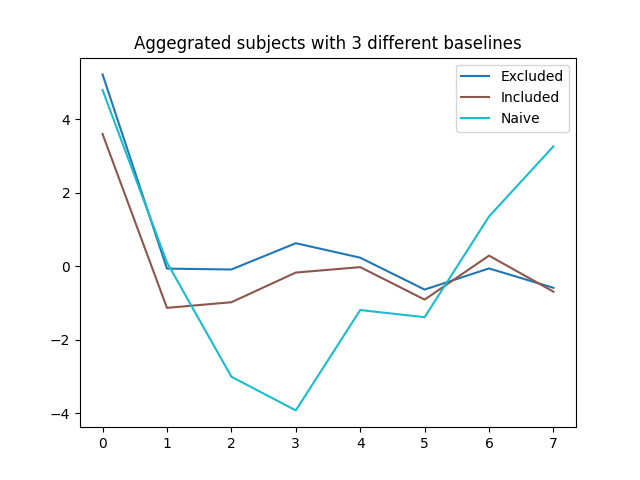 Aggegrated subjects with 3 different baselines
Excluded
Included
Naive
4
2
0
−2
−4
0 1 2 3 4 5 6 7